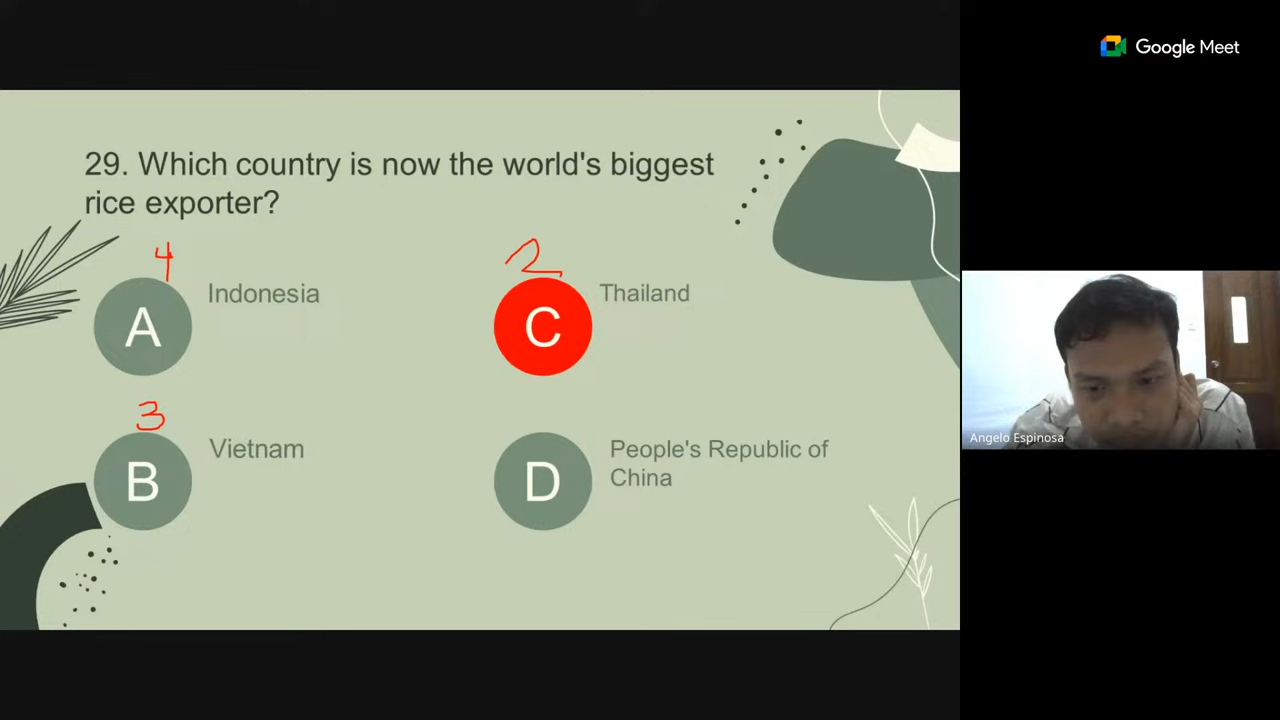 Google Meet
29. Which country is now the world's biggest
rice exporter?
4
A
Indonesia
3
B
Vietnam
2
C
Thailand
D
People's Republic of
China
Angelo Espinosa